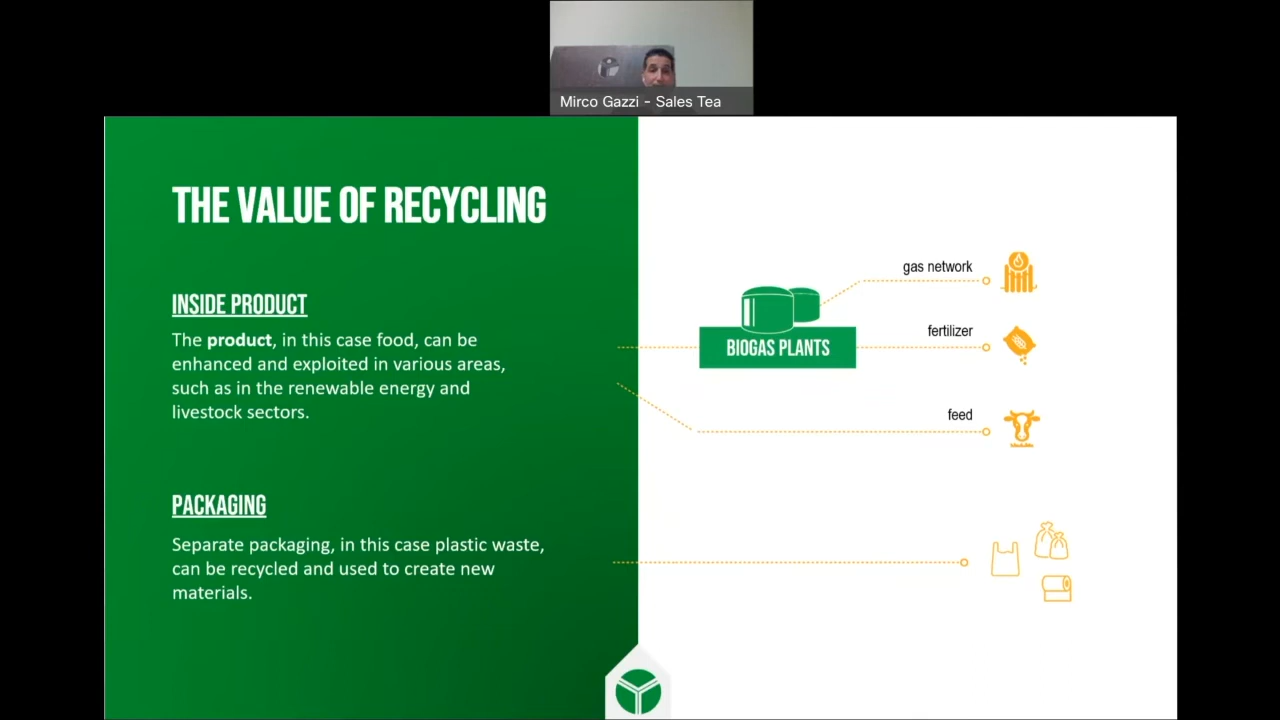 Mirco Gazzi - Sales Tea
THE VALUE OF RECYCLING
INSIDE PRODUCT
The product, in this case food, can be
enhanced and exploited in various areas,
such as in the renewable energy and
livestock sectors.
PACKAGING
Separate packaging, in this case plastic waste,
can be recycled and used to create new
materials.
gas network
fertilizer
BIOGAS PLANTS
feed